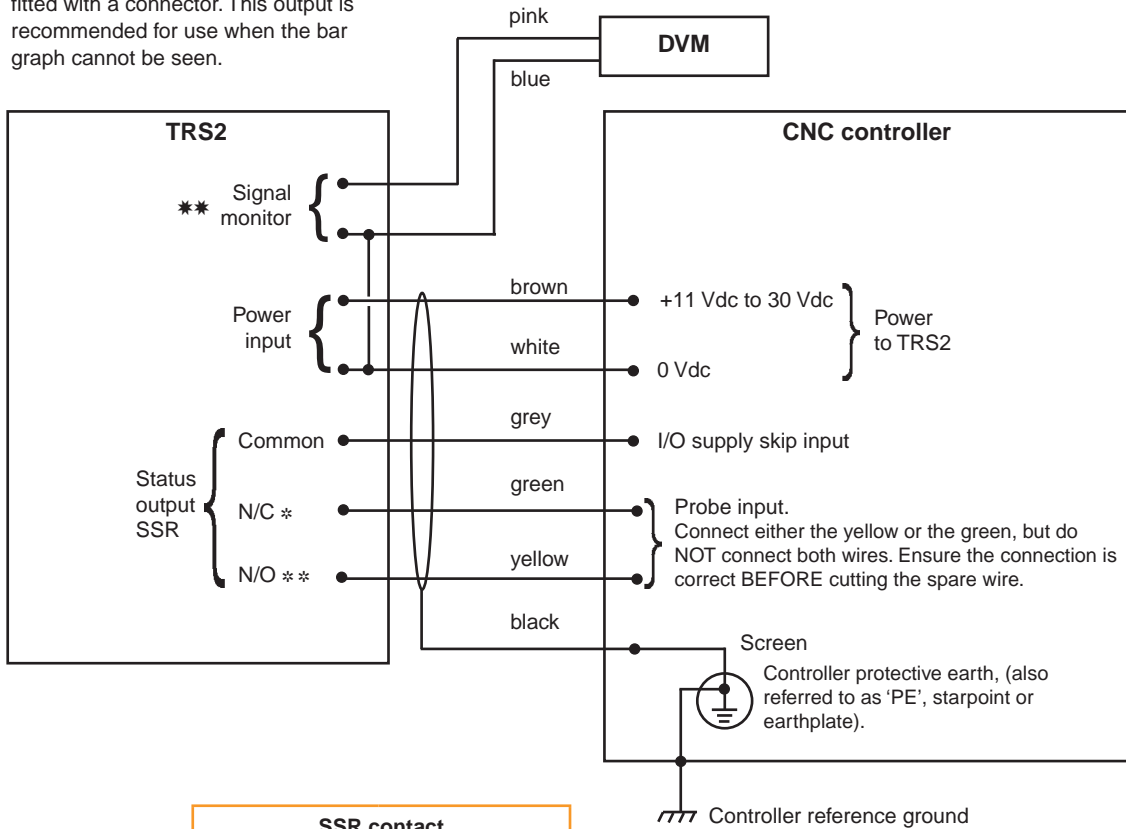 fitted with a connector. This output is
recommended for use when the bar
graph cannot be seen.
pink
DVM
blue
TRS2
CNC controller
✷✷ Signal
monitor
brown
+11 Vdc to 30 Vdc
Power
input
Power
to TRS2
white
0 Vdc
grey
Common
I/O supply skip input
Status
output
SSR
green
N/C *
Probe input.
Connect either the yellow or the green, but do
NOT connect both wires. Ensure the connection is
correct BEFORE cutting the spare wire.
yellow
N/O **
black
Screen
Controller protective earth, (also
referred to as ‘PE’, starpoint or
earthplate).
Controller reference ground
SSR contact